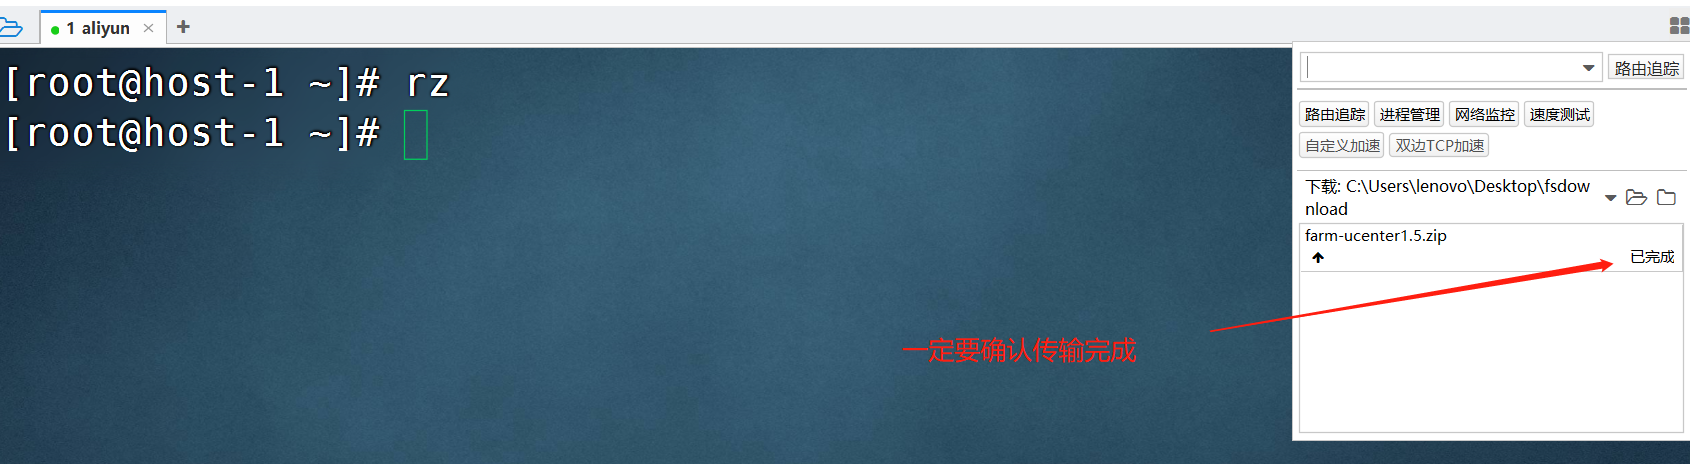 1 aliyun
[root@host-1 ~]# rz
[root@host-1 ~]#
路由追踪
路由追踪 进程管理 网络监控 速度测试
自定义加速 双边TCP加速
下载: C:\Users\lenovo\Desktop\fsdow
nload
farm-ucenter1.5.zip
已完成
一定要确认传输完成